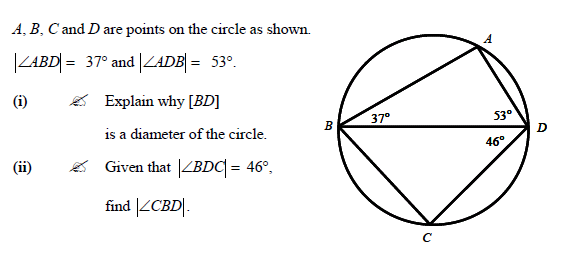 A, B, C and D are points on the circle as shown.
|∠ABD| = 37° and |∠ADB| = 53°.
(i) ✍ Explain why [BD]
is a diameter of the circle.
(ii) ✍ Given that |∠BDC| = 46°,
find |∠CBD|.
A
37°
53°
B
D
46°
C